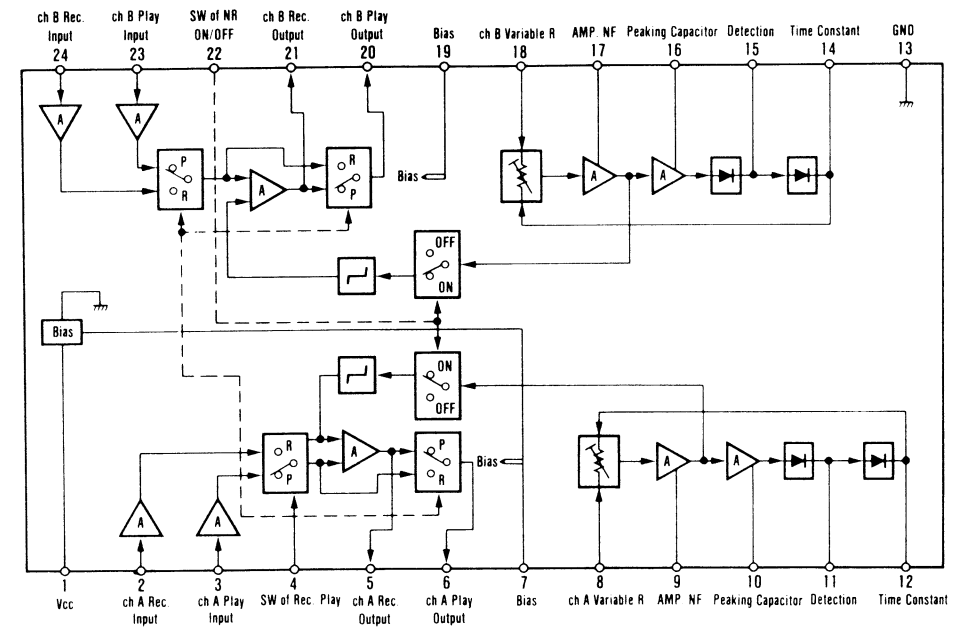 ch B Rec. Input
ch B Play Input
SW of NR ON/OFF
ch B Rec. Output
ch B Play Output
Bias
ch B Variable R
AMP. NF
Peaking Capacitor
Detection
Time Constant
GND
24
23
22
21
20
19
18
17
16
15
14
13
A
A
P
R
A
R
P
Bias
A
A
OFF
ON
Bias
ON
OFF
R
P
A
P
R
Bias
A
A
A
A
1
2
3
4
5
6
7
8
9
10
11
12
Vcc
ch A Rec. Input
ch A Play Input
SW of Rec. Play
ch A Rec. Output
ch A Play Output
Bias
ch A Variable R
AMP NF
Peaking Capacitor
Detection
Time Constant